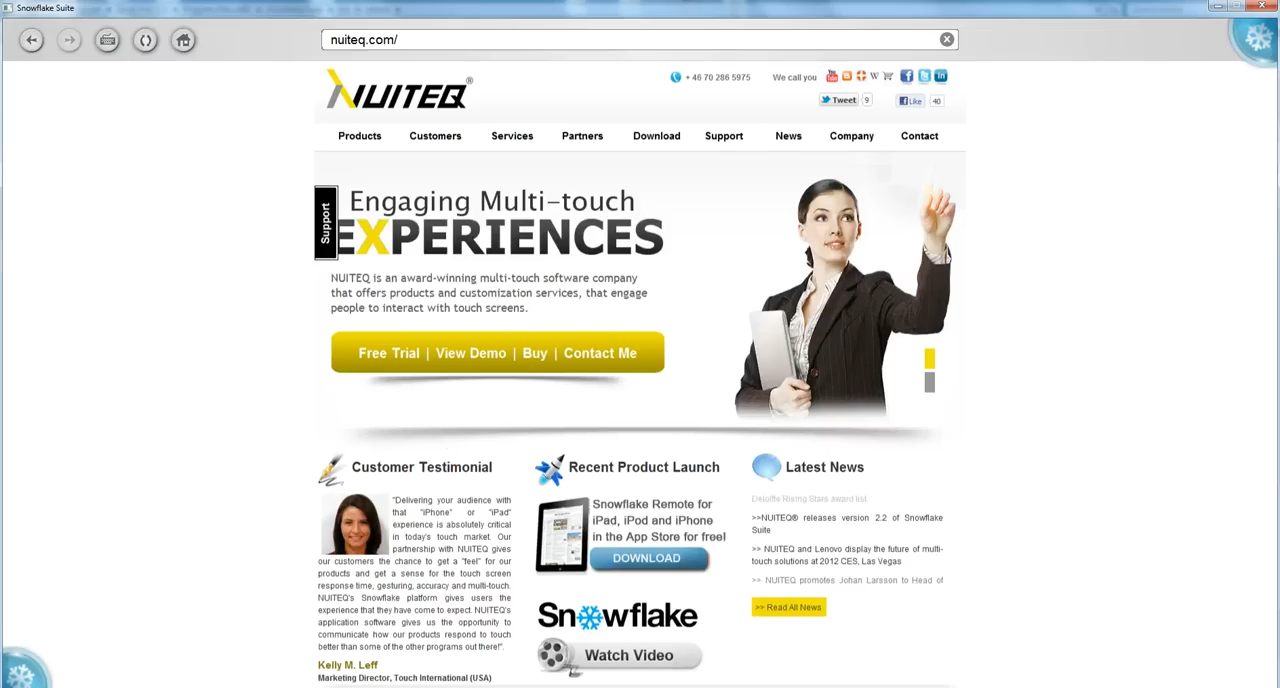 Snowflake Suite
nuiteq.com/
NUITEQ®
+ 46 70 286 5975
We call you
You Tube
W
f
t
in
Tweet 9
f Like 40
Products Customers Services Partners Download Support News Company Contact
Support
Engaging Multi-touch
EXPERIENCES
NUITEQ is an award-winning multi-touch software company
that offers products and customization services, that engage
people to interact with touch screens.
Free Trial | View Demo | Buy | Contact Me
Customer Testimonial
"Delivering your audience with
that "iPhone" or "iPad"
experience is absolutely critical
in today's touch market. Our
partnership with NUITEQ gives
our customers the chance to get a "feel" for our
products and get a sense for the touch screen
response time, gesturing, accuracy and multi-touch.
NUITEQ's Snowflake platform gives users the
experience that they have come to expect. NUITEQ's
application software gives us the opportunity to
communicate how our products respond to touch
better than some of the other programs out there!".
Kelly M. Leff
Marketing Director, Touch International (USA)
Recent Product Launch
Snowflake Remote for
iPad, iPod and iPhone
in the App Store for free!
DOWNLOAD
Snowflake
Watch Video
Latest News
Deloitte Rising Stars award list
>>NUITEQ® releases version 2.2 of Snowflake
Suite
>> NUITEQ and Lenovo display the future of multi-
touch solutions at 2012 CES, Las Vegas
>> NUITEQ promotes Johan Larsson to Head of
>> Read All News